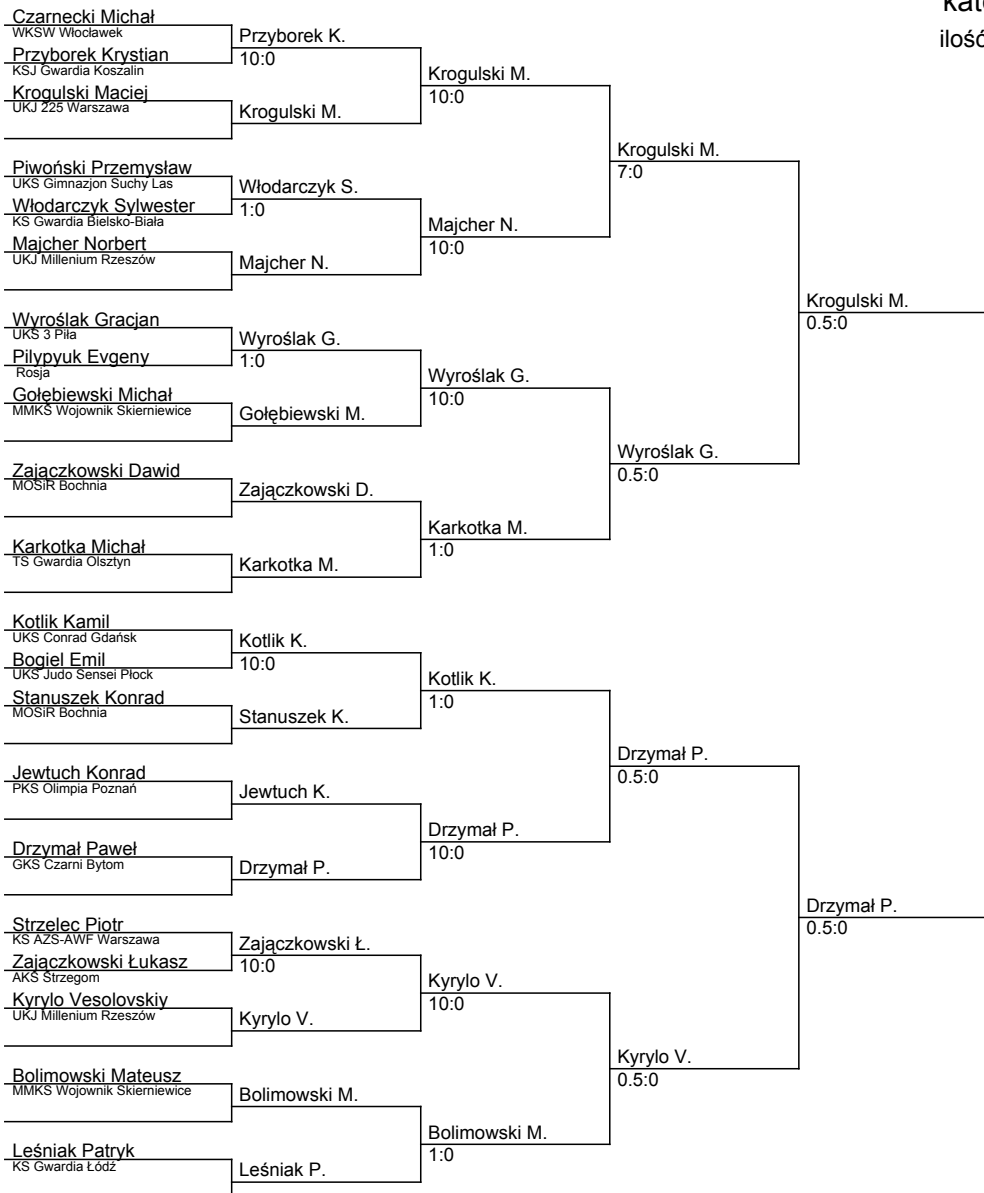 Czarnecki Michał
WKSW Włocławek
Przyborek Krystian
KSJ Gwardia Koszalin
Krogulski Maciej
UKJ 225 Warszawa
Piwoński Przemysław
UKS Gimnazjon Suchy Las
Włodarczyk Sylwester
KS Gwardia Bielsko-Biała
Majcher Norbert
UKJ Millenium Rzeszów
Wyroślak Gracjan
UKS 3 Piła
Pilypyuk Evgeny
Rosja
Gołębiewski Michał
MMKS Wojownik Skierniewice
Zajączkowski Dawid
MOSiR Bochnia
Karkotka Michał
TS Gwardia Olsztyn
Kotlik Kamil
UKS Conrad Gdańsk
Bogiel Emil
UKS Judo Sensei Płock
Stanuszek Konrad
MOSiR Bochnia
Jewtuch Konrad
PKS Olimpia Poznań
Drzymał Paweł
GKS Czarni Bytom
Strzelec Piotr
KS AZS-AWF Warszawa
Zajączkowski Łukasz
AKS Strzegom
Kyrylo Vesolovskiy
UKJ Millenium Rzeszów
Bolimowski Mateusz
MMKS Wojownik Skierniewice
Leśniak Patryk
KS Gwardia Łódź
Przyborek K.
10:0
Krogulski M.
Włodarczyk S.
1:0
Majcher N.
Wyroślak G.
1:0
Gołębiewski M.
Zajączkowski D.
Karkotka M.
Kotlik K.
10:0
Stanuszek K.
Jewtuch K.
Drzymał P.
Zajączkowski Ł.
10:0
Kyrylo V.
Bolimowski M.
Leśniak P.
Krogulski M.
10:0
Majcher N.
10:0
Wyroślak G.
10:0
Karkotka M.
1:0
Kotlik K.
1:0
Drzymał P.
10:0
Kyrylo V.
10:0
Bolimowski M.
1:0
Krogulski M.
7:0
Wyroślak G.
0.5:0
Drzymał P.
0.5:0
Kyrylo V.
0.5:0
Krogulski M.
0.5:0
Drzymał P.
0.5:0
ilość